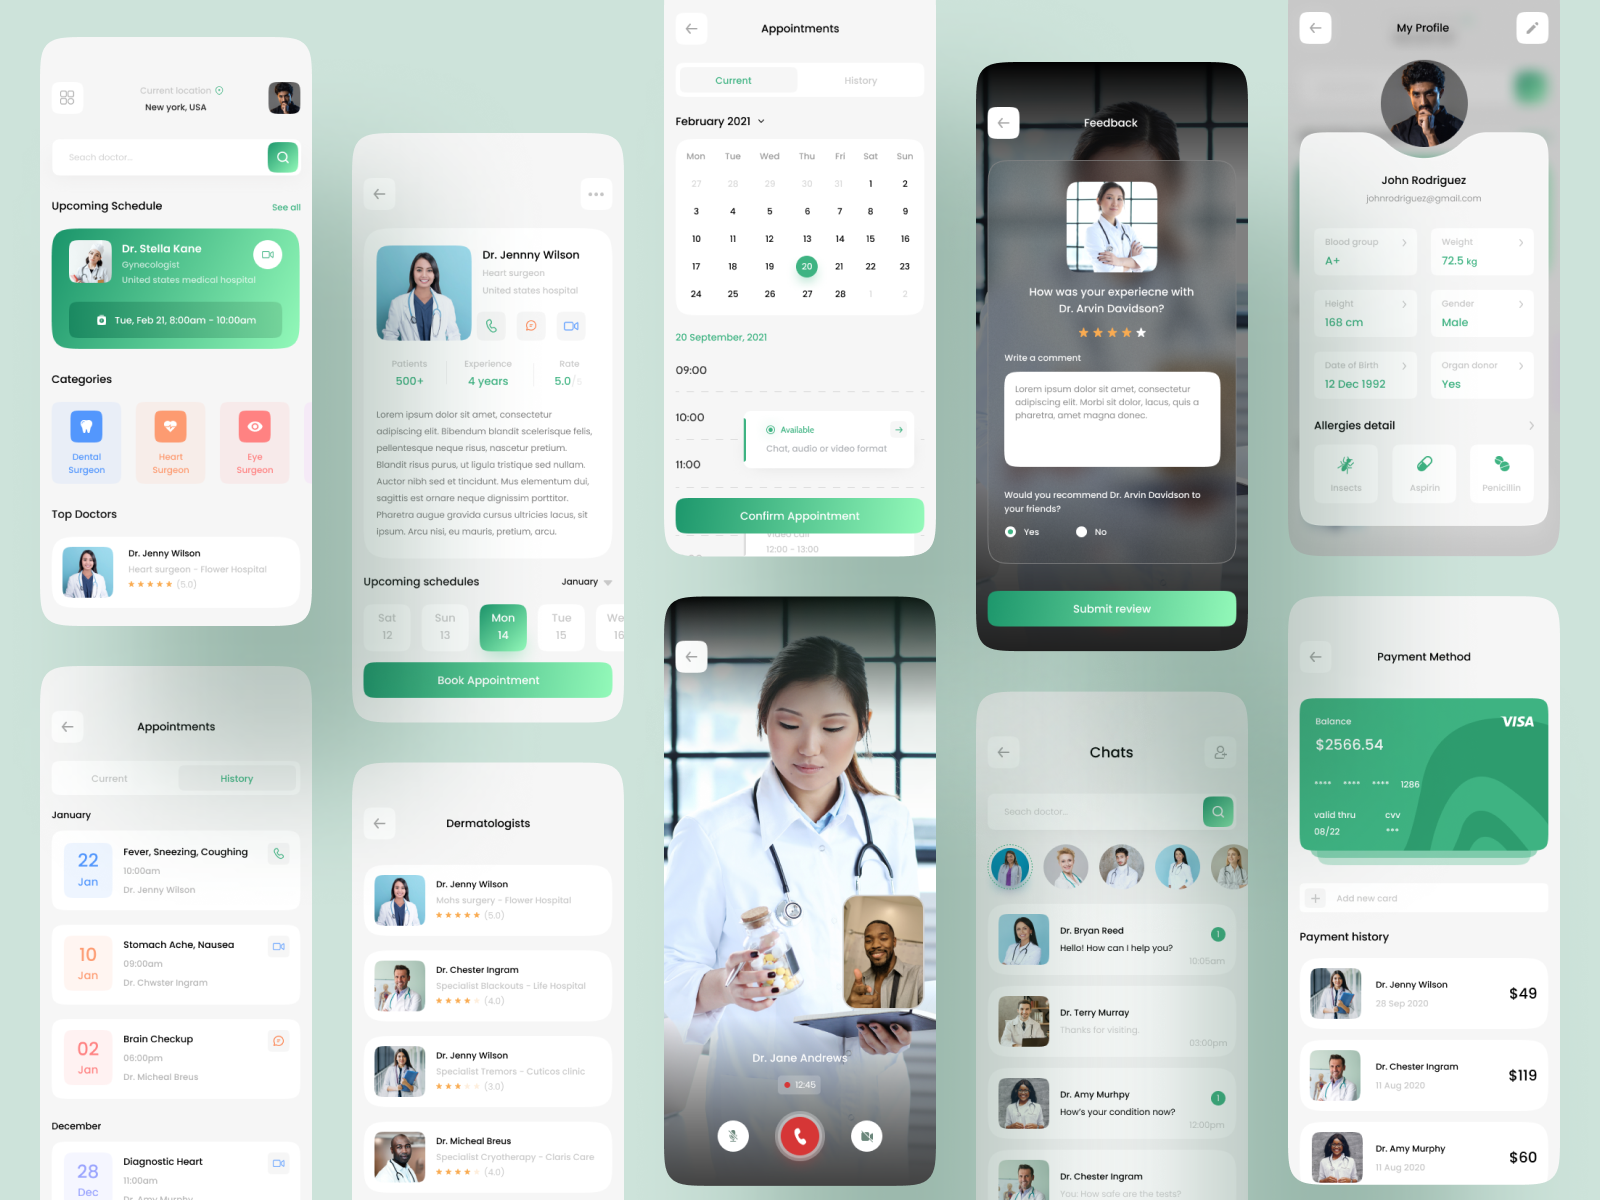 Current location
New york, USA
Seach doctor...
Upcoming Schedule
See all
Dr. Stella Kane
Gynecologist
United states medical hospital
Tue, Feb 21, 8:00am - 10:00am
Categories
Dental
Surgeon
Heart
Surgeon
Eye
Surgeon
Top Doctors
Dr. Jenny Wilson
Heart surgeon - Flower Hospital
(5.0)
Appointments
Current
History
January
22
Jan
Fever, Sneezing, Coughing
10:00am
Dr. Jenny Wilson
10
Jan
Stomach Ache, Nausea
09:00am
Dr. Chwster Ingram
02
Jan
Brain Checkup
06:00pm
Dr. Micheal Breus
December
28
Dec
Diagnostic Heart
11:00am
Dr. Amy Murphy
Dr. Jennny Wilson
Heart surgeon
United states hospital
Patients
500+
Experience
4 years
Rate
5.0/5
Lorem ipsum dolor sit amet, consectetur
adipiscing elit. Bibendum blandit scelerisque felis,
pellentesque neque risus, nascetur pretium.
Blandit risus purus, ut ligula tristique sed nullam.
Auctor nibh sed et tincidunt. Mus elementum dui,
sagittis est ornare neque dignissim porttitor.
Pharetra augue gravida cursus ultricies lacus, sit
ipsum. Arcu nisi, eu mauris, pretium, arcu.
Upcoming schedules
January
Sat
12
Sun
13
Mon
14
Tue
15
We
16
Book Appointment
Dermatologists
Dr. Jenny Wilson
Mohs surgery - Flower Hospital
(5.0)
Dr. Chester Ingram
Specialist Blackouts - Life Hospital
(4.0)
Dr. Jenny Wilson
Specialist Tremors - Cuticos clinic
(3.0)
Dr. Micheal Breus
Specialist Cryotherapy - Claris Care
(4.0)
Appointments
Current
History
February 2021
Mon Tue Wed Thu Fri Sat Sun
27 28 29 30 31 1 2
3 4 5 6 7 8 9
10 11 12 13 14 15 16
17 18 19 20 21 22 23
24 25 26 27 28 1 2
20 September, 2021
09:00
10:00
Available
Chat, audio or video format
11:00
Confirm Appointment
Video call
12:00 - 13:00
Dr. Jane Andrews
12:45
Feedback
How was your experiecne with
Dr. Arvin Davidson?
Write a comment
Lorem ipsum dolor sit amet, consectetur
adipiscing elit. Morbi sit dolor, lacus, quis a
pharetra, amet magna donec.
Would you recommend Dr. Arvin Davidson to
your friends?
Yes
No
Submit review
Chats
Seach doctor...
Dr. Bryan Reed
Hello! How can I help you?
1
10:05am
Dr. Terry Murray
Thanks for visiting.
03:00pm
Dr. Amy Murhpy
How's your condition now?
1
12:00pm
Dr. Chester Ingram
You: How safe are the tests?
My Profile
John Rodriguez
johnrodriguez@gmail.com
Blood group
A+
Weight
72.5 kg
Height
168 cm
Gender
Male
Date of Birth
12 Dec 1992
Organ donor
Yes
Allergies detail
Insects
Aspirin
Penicillin
Payment Method
Balance
VISA
$2566.54
**** **** **** 1286
valid thru
cvv
08/22
***
Add new card
Payment history
Dr. Jenny Wilson
28 Sep 2020
$49
Dr. Chester Ingram
11 Aug 2020
$119
Dr. Amy Murphy
11 Aug 2020
$60